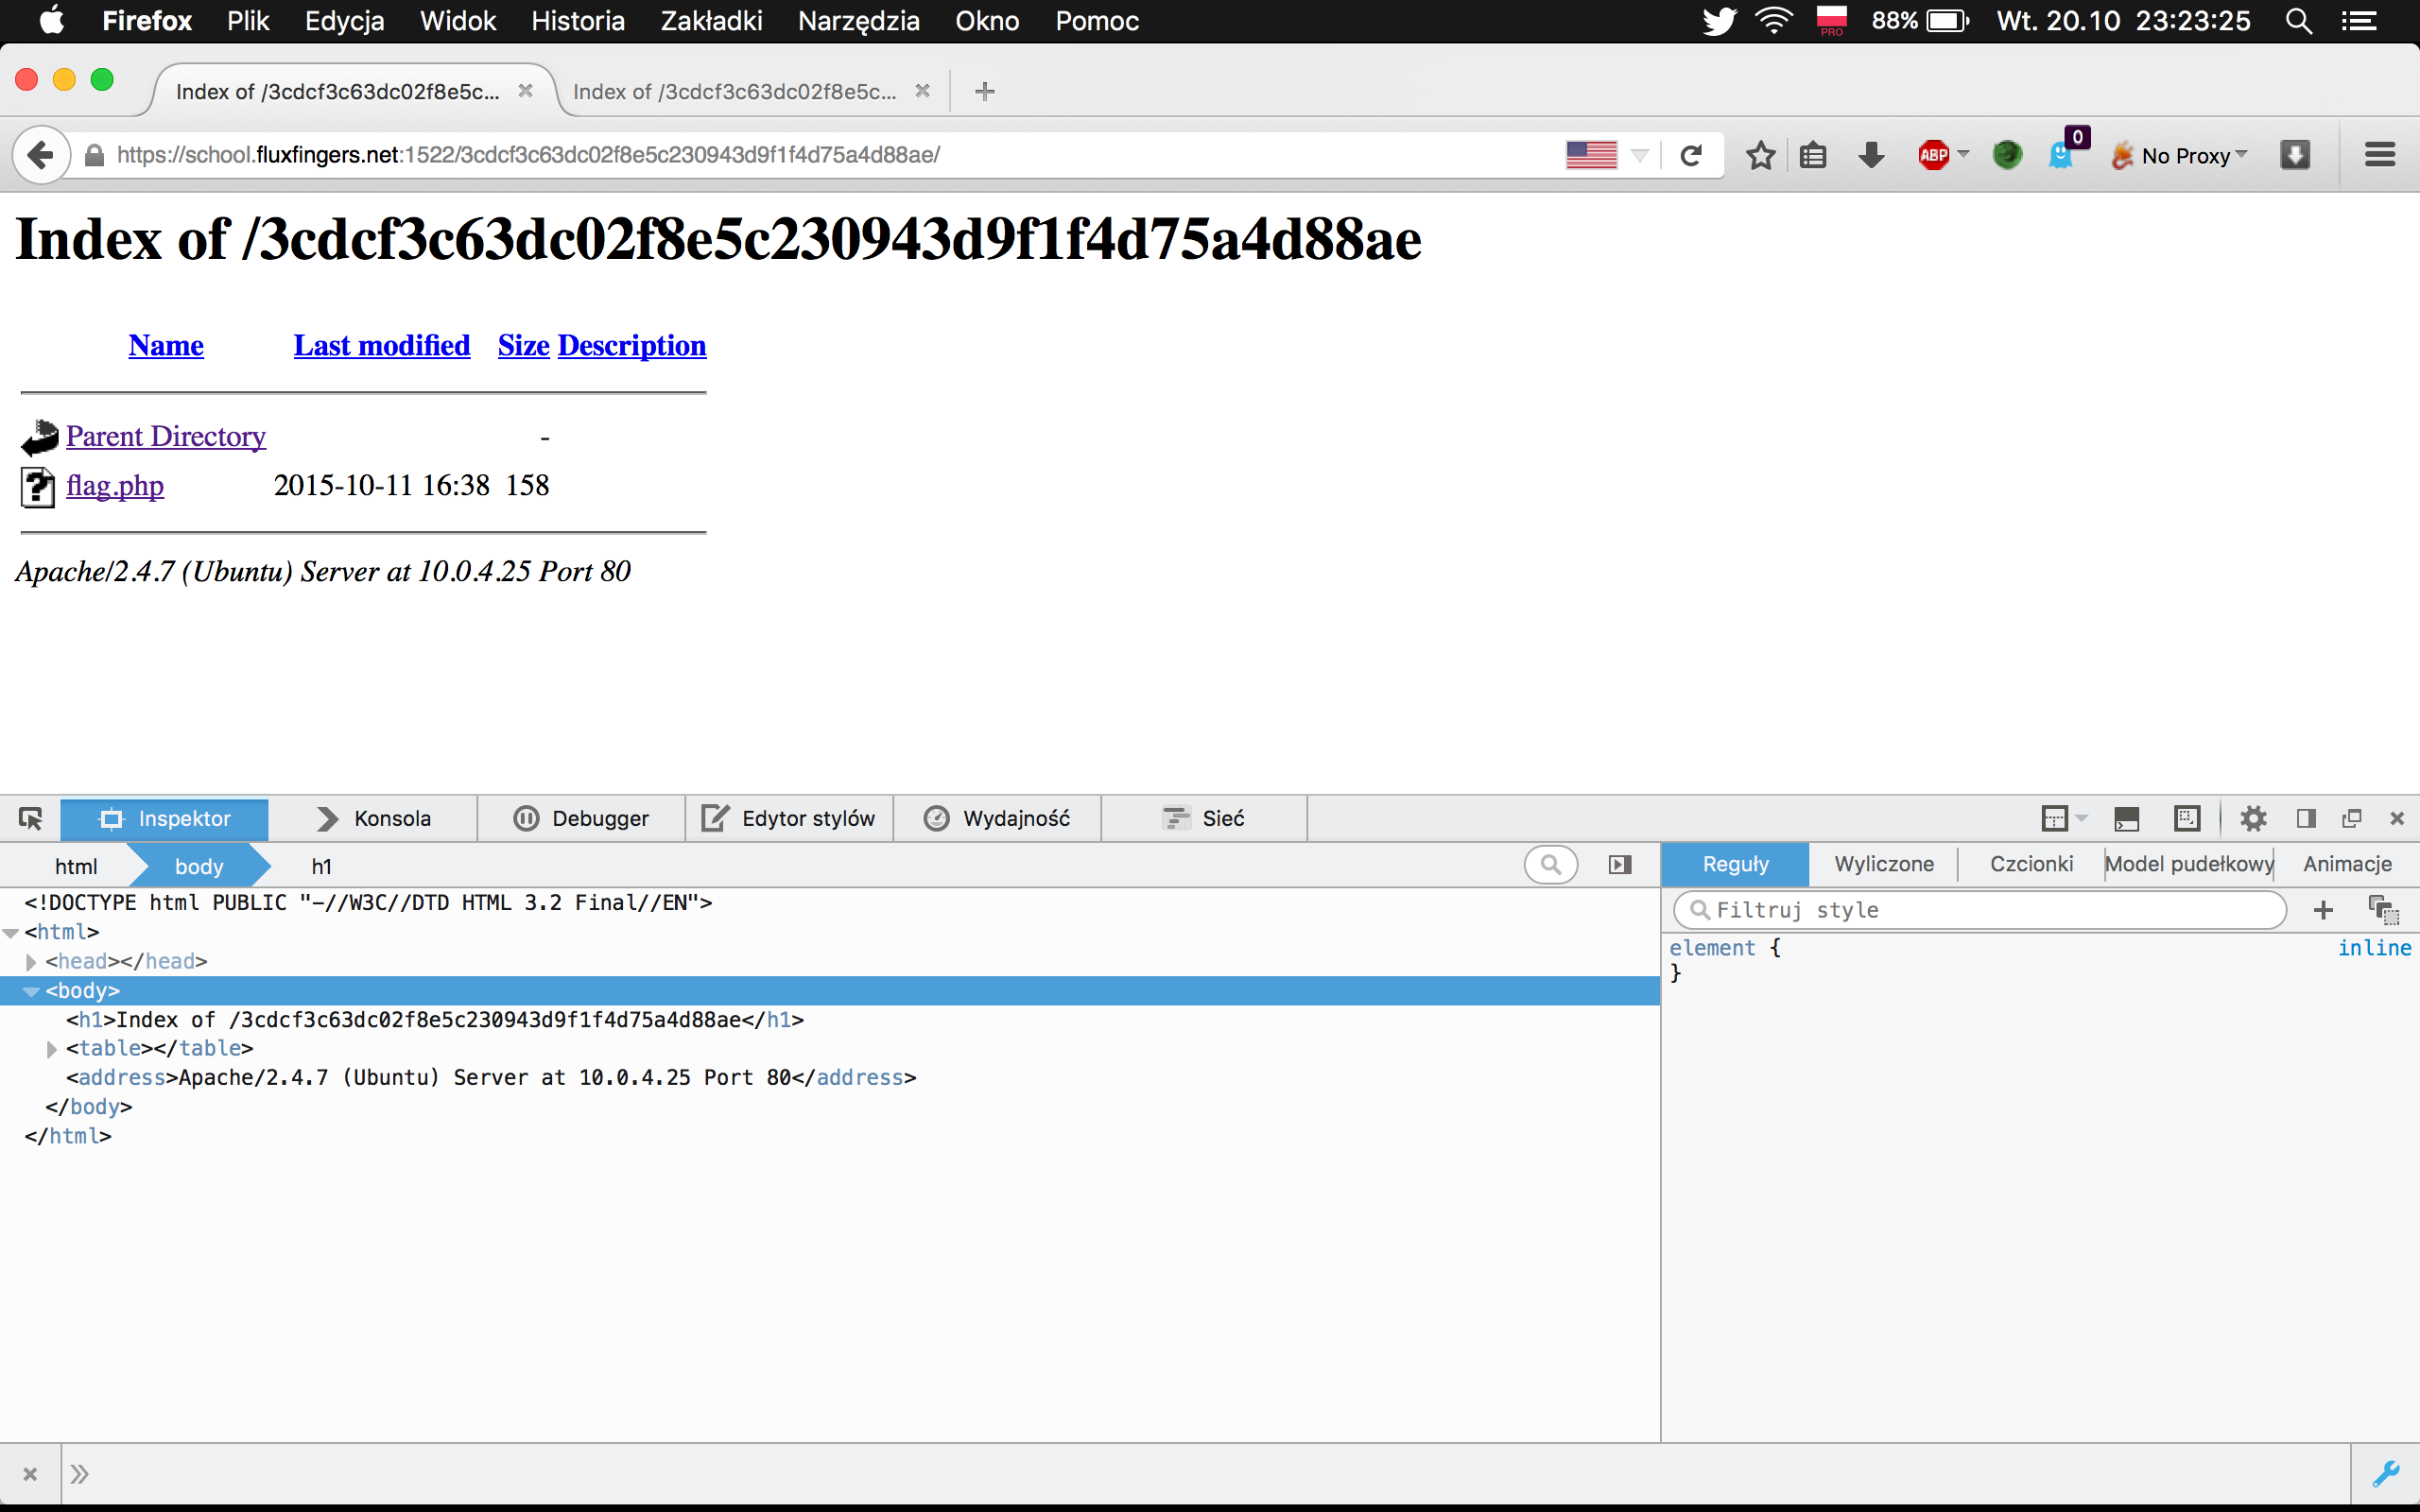 Firefox Plik Edycja Widok Historia Zakładki Narzędzia Okno Pomoc PRO 88% Wt. 20.10 23:23:25
Index of /3cdcf3c63dc02f8e5c... Index of /3cdcf3c63dc02f8e5c...
https://school.fluxfingers.net:1522/3cdcf3c63dc02f8e5c230943d9f1f4d75a4d88ae/ ABP 0 No Proxy
Index of /3cdcf3c63dc02f8e5c230943d9f1f4d75a4d88ae
Name Last modified Size Description
Parent Directory -
flag.php 2015-10-11 16:38 158
Apache/2.4.7 (Ubuntu) Server at 10.0.4.25 Port 80
Inspektor Konsola Debugger Edytor stylów Wydajność Sieć
html body h1 Reguły Wyliczone Czcionki Model pudełkowy Animacje
<!DOCTYPE html PUBLIC "-//W3C//DTD HTML 3.2 Final//EN"> Filtruj style
<html>
<head></head>
<body>
<h1>Index of /3cdcf3c63dc02f8e5c230943d9f1f4d75a4d88ae</h1>
<table></table>
<address>Apache/2.4.7 (Ubuntu) Server at 10.0.4.25 Port 80</address>
</body>
</html>
element { inline
}